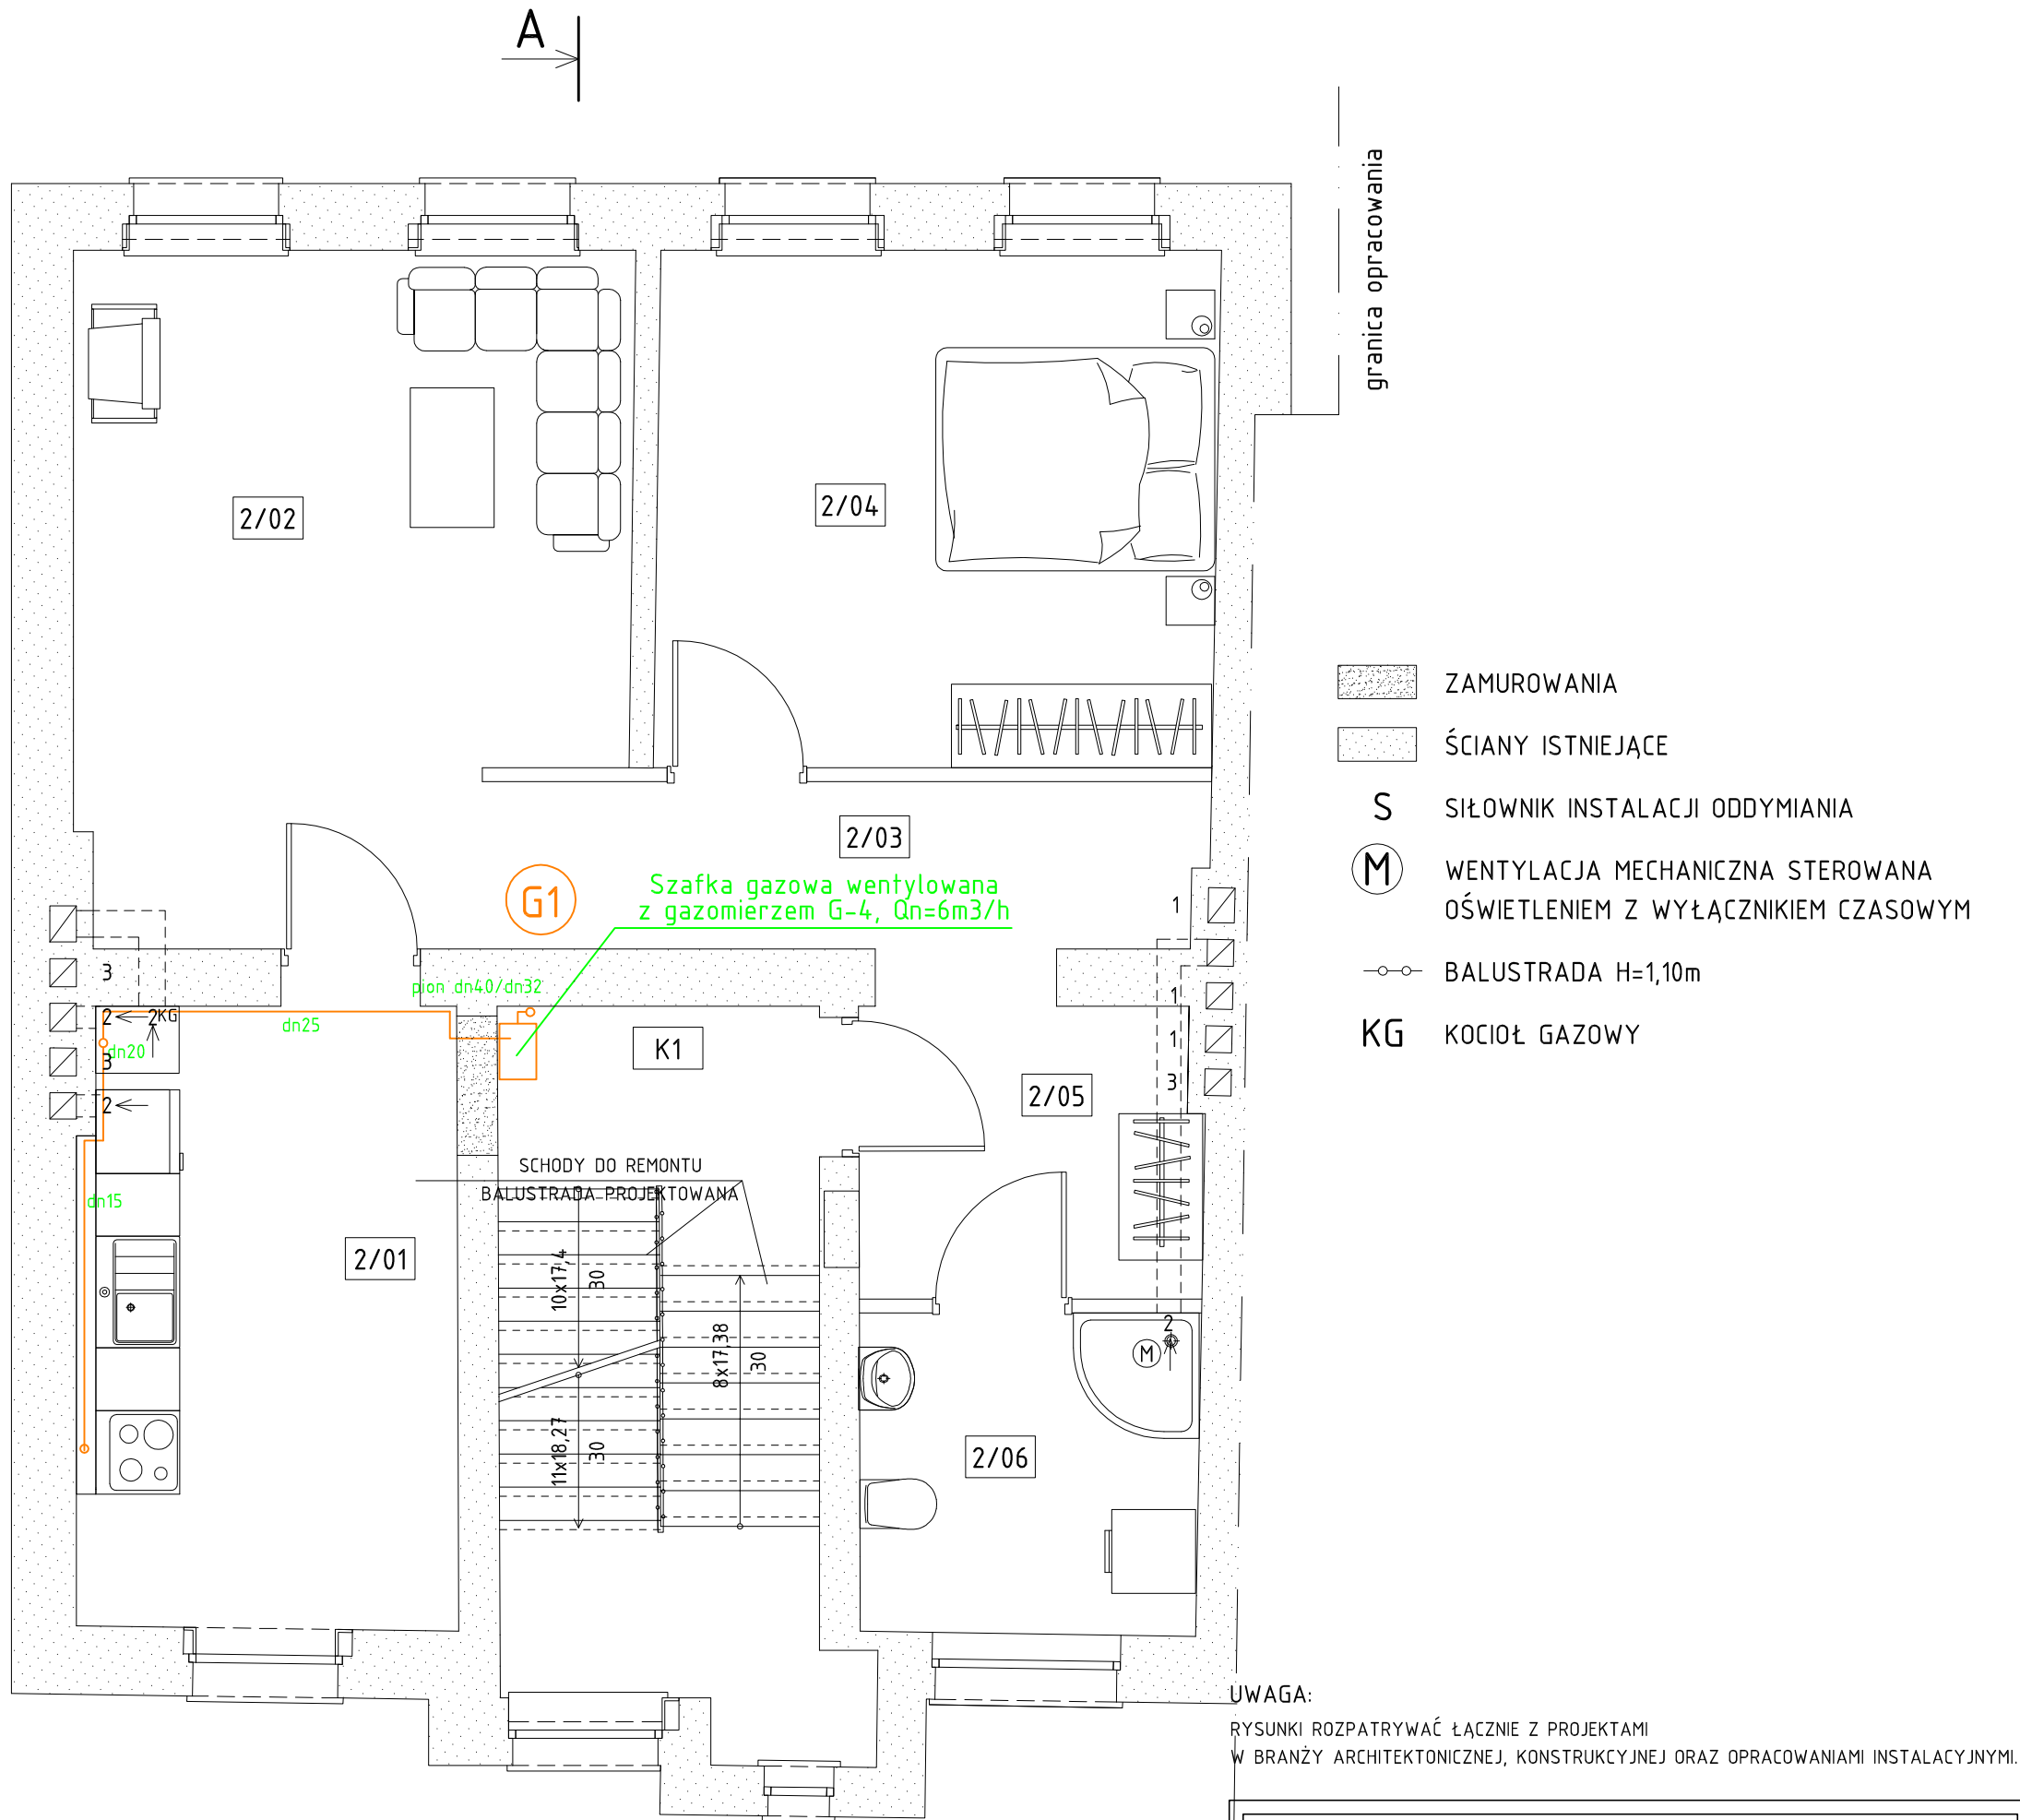 A
granica opracowania
2/02
2/04
ZAMUROWANIA
ŚCIANY ISTNIEJĄCE
S SIŁOWNIK INSTALACJI ODDYMIANIA
2/03
M WENTYLACJA MECHANICZNA STEROWANA
OŚWIETLENIEM Z WYŁĄCZNIKIEM CZASOWYM
G1
Szafka gazowa wentylowana
z gazomierzem G-4, Qn=6m3/h
1
3
BALUSTRADA H=1,10m
pion dn40/dn32
1
2
2
KG
dn25
KG KOCIOŁ GAZOWY
1
dn20
K1
3
3
2/05
2
SCHODY DO REMONTU
BALUSTRADA PROJEKTOWANA
dn15
2/01
10x17,4
30
8x17,38
30
2
M
11x18,27
30
2/06
UWAGA:
RYSUNKI ROZPATRYWAĆ ŁĄCZNIE Z PROJEKTAMI
W BRANŻY ARCHITEKTONICZNEJ, KONSTRUKCYJNEJ ORAZ OPRACOWANIAMI INSTALACYJNYMI.